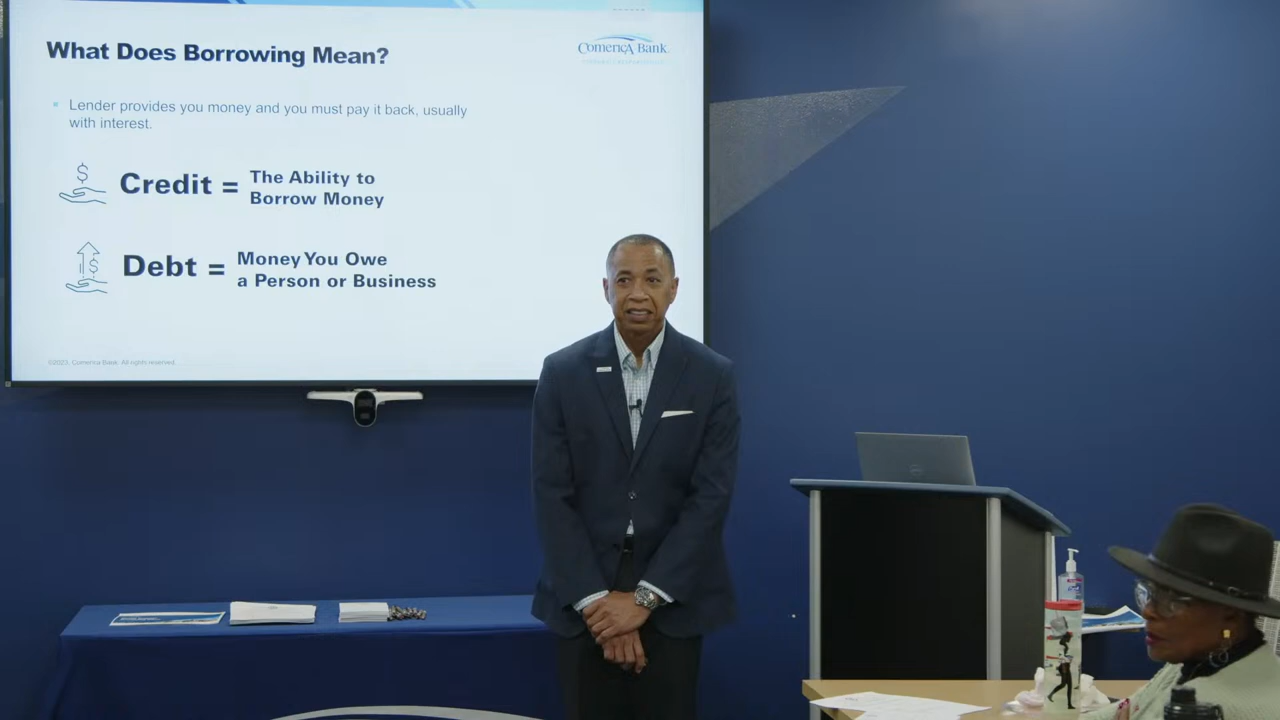 What Does Borrowing Mean?
ComericA Bank
Lender provides you money and you must pay it back, usually
with interest.
$
Credit = The Ability to
Borrow Money
$
Debt = Money You Owe
a Person or Business
©2023, Comerica Bank. All rights reserved.